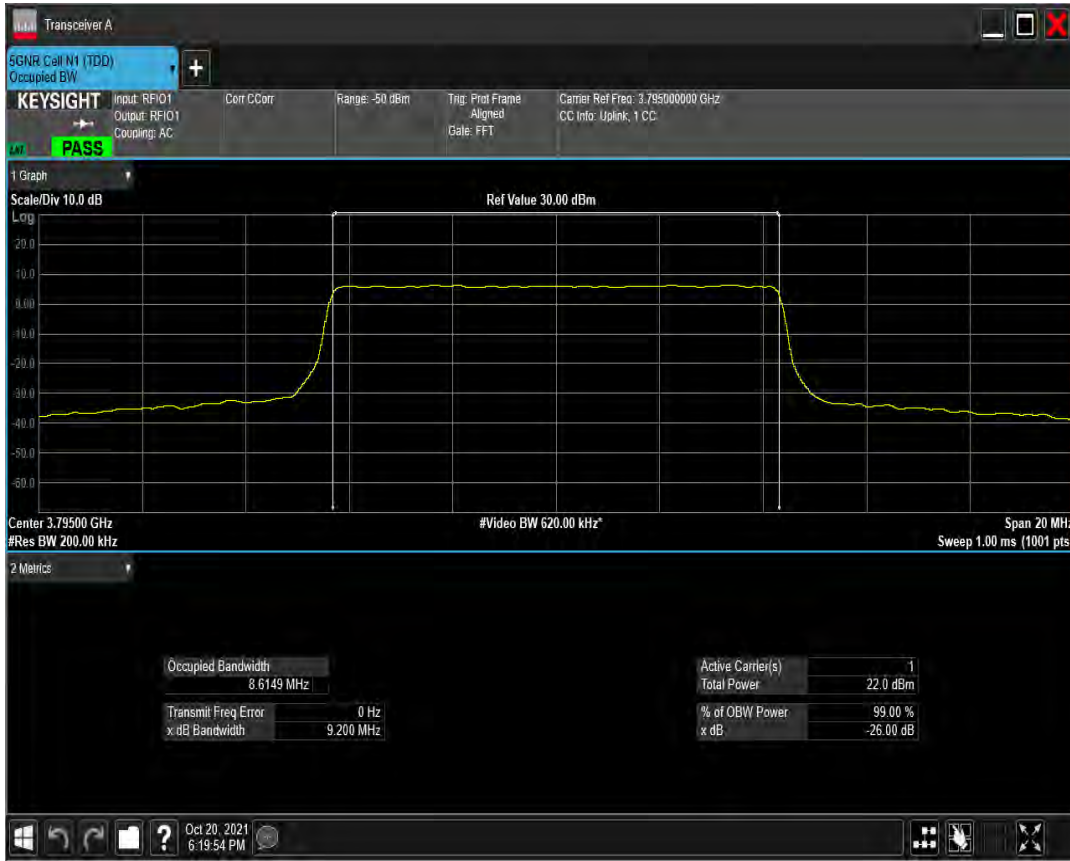 Transceiver A
5GNR Cell N1 (TDD)
Occupied BW
+
KEYSIGHT
PASS
Input: RFIO1
Output: RFIO1
Coupling: AC
Corr CCorr
Range: -50 dBm
Trig: Prot Frame
Aligned
Gate: FFT
Carrier Ref Freq: 3.795000000 GHz
CC Info: Uplink, 1 CC
1 Graph
Scale/Div 10.0 dB
Ref Value 30.00 dBm
Log
20.0
10.0
0.00
-10.0
-20.0
-30.0
-40.0
-50.0
-60.0
Center 3.79500 GHz
#Video BW 620.00 kHz*
Span 20 MHz
#Res BW 200.00 kHz
Sweep 1.00 ms (1001 pts
2 Metrics
Occupied Bandwidth
8.6149 MHz
Transmit Freq Error 0 Hz
x dB Bandwidth 9.200 MHz
Active Carrier(s) 1
Total Power 22.0 dBm
% of OBW Power 99.00 %
x dB -26.00 dB
?
Oct 20, 2021
6:19:54 PM